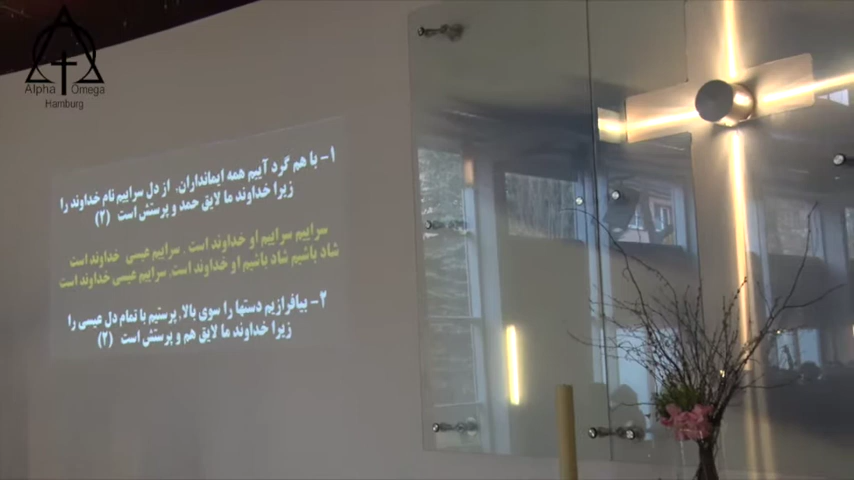 Alpha Omega
Hamburg
۱- با هم گرد آییم همه ایمانداران. از دل سراییم نام خداوند را
زیرا خداوند ما لایق حمد و پرستش است (۲)
سراییم سراییم او خداوند است . سراییم عیسی خداوند است
شاد باشیم شاد باشیم او خداوند است. سراییم عیسی خداوند است
۲- بیافرازیم دستها را سوی بالا. پرستیم با تمام دل عیسی را
زیرا خداوند ما لایق هم و پرستش است (۲)